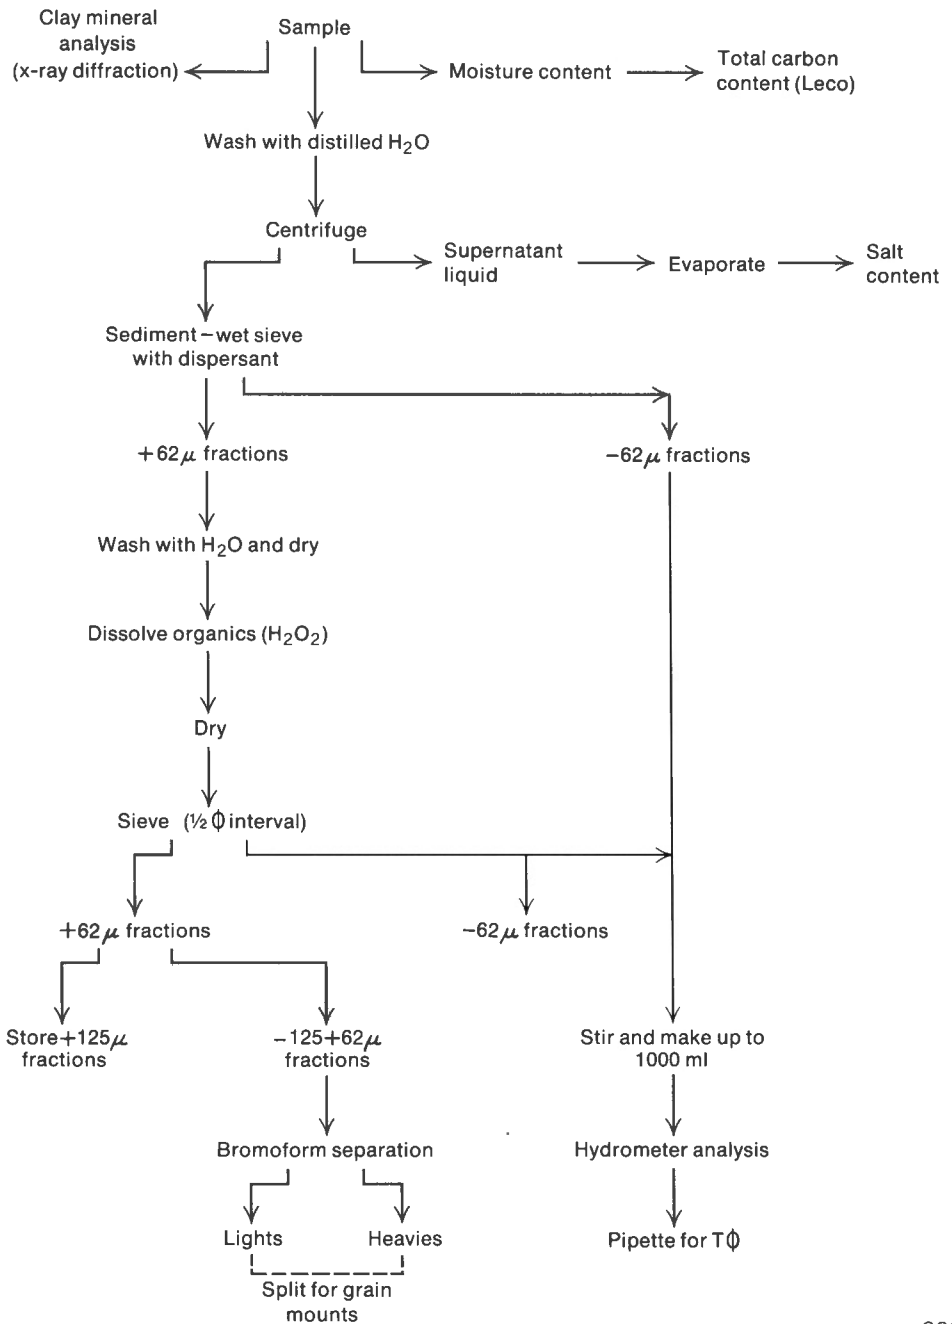 Clay mineral
analysis
(x-ray diffraction)
Sample
Moisture content
Total carbon
content (Leco)
Wash with distilled H₂O
Centrifuge
Supernatant
liquid
Evaporate
Salt
content
Sediment – wet sieve
with dispersant
+62μ fractions
−62μ fractions
Wash with H₂O and dry
Dissolve organics (H₂O₂)
Dry
Sieve (½ ϕ interval)
+62μ fractions
−62μ fractions
Store +125μ
fractions
−125+62μ
fractions
Stir and make up to
1000 ml
Bromoform separation
Hydrometer analysis
Lights
Heavies
Pipette for Tϕ
Split for grain
mounts